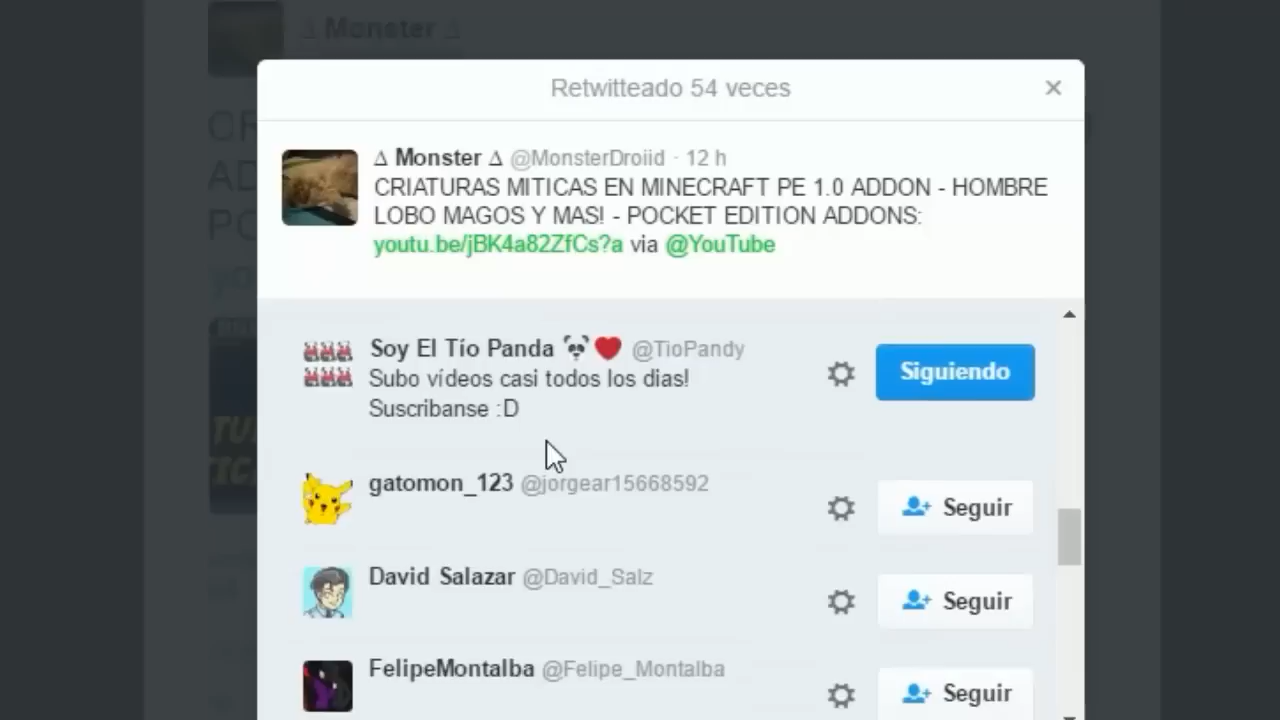 Δ Monster Δ
Retwitteado 54 veces
Δ Monster Δ @MonsterDroiid · 12 h
CRIATURAS MITICAS EN MINECRAFT PE 1.0 ADDON - HOMBRE
LOBO MAGOS Y MAS! - POCKET EDITION ADDONS:
youtu.be/jBK4a82ZfCs?a via @YouTube
Soy El Tío Panda 🐼❤ @TioPandy
Siguiendo
Subo vídeos casi todos los dias!
Suscribanse :D
gatomon_123 @jorgear15668592
Seguir
David Salazar @David_Salz
Seguir
FelipeMontalba @Felipe_Montalba
Seguir